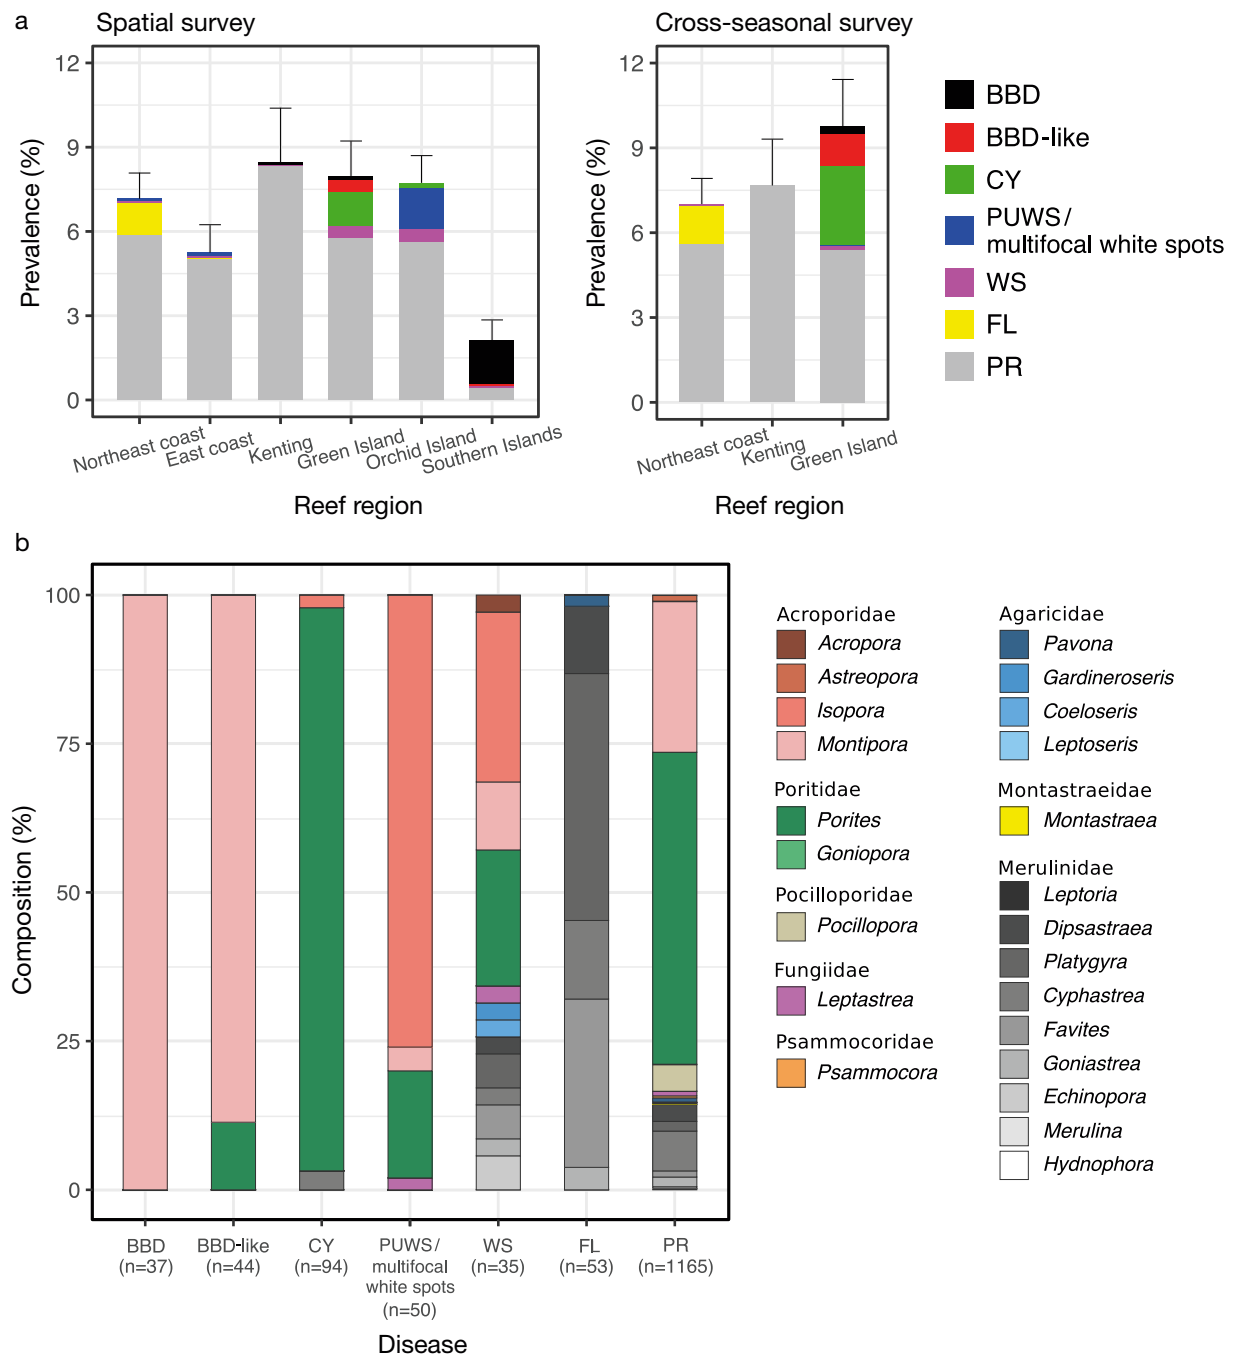 a
Spatial survey
Cross-seasonal survey
Prevalence (%)
12
9
6
3
0
Northeast coast
East coast
Kenting
Green Island
Orchid Island
Southern Islands
Reef region
Prevalence (%)
12
9
6
3
0
Northeast coast
Kenting
Green Island
Reef region
BBD
BBD-like
CY
PUWS/
multifocal white spots
WS
FL
PR
b
Composition (%)
100
75
50
25
0
BBD
(n=37)
BBD-like
(n=44)
CY
(n=94)
PUWS/
multifocal
white spots
(n=50)
WS
(n=35)
FL
(n=53)
PR
(n=1165)
Disease
Acroporidae
Acropora
Astreopora
Isopora
Montipora
Poritidae
Porites
Goniopora
Pocilloporidae
Pocillopora
Fungiidae
Leptastrea
Psammocoridae
Psammocora
Agaricidae
Pavona
Gardineroseris
Coeloseris
Leptoseris
Montastraeidae
Montastraea
Merulinidae
Leptoria
Dipsastraea
Platygyra
Cyphastrea
Favites
Goniastrea
Echinopora
Merulina
Hydnophora